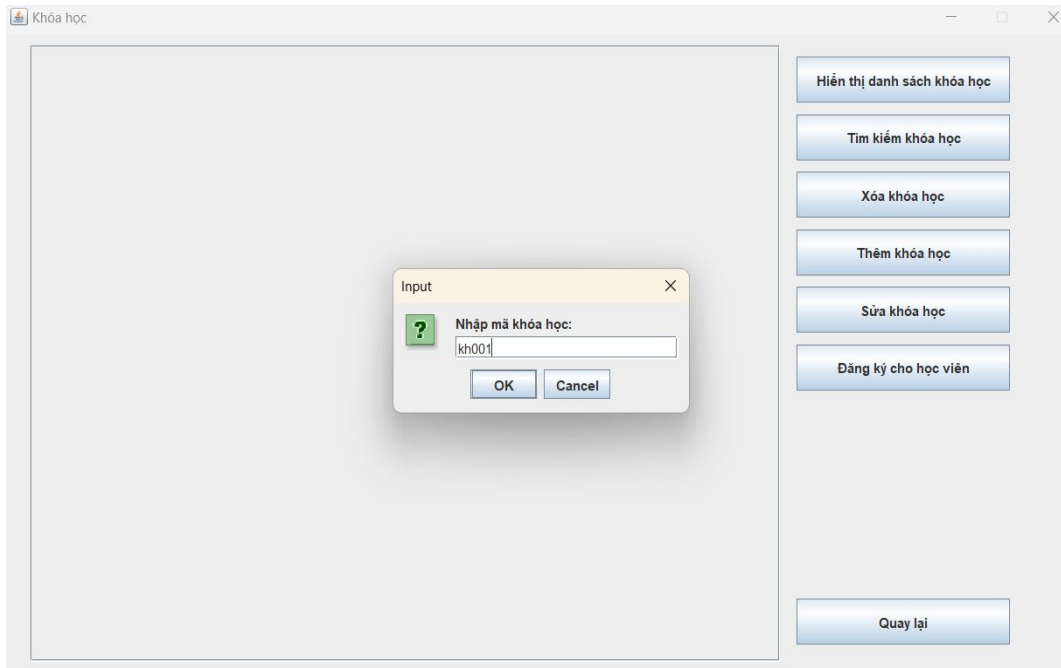 Khóa học
Hiển thị danh sách khóa học
Tìm kiếm khóa học
Xóa khóa học
Thêm khóa học
Sửa khóa học
Đăng ký cho học viên
Input
Nhập mã khóa học:
kh001
OK
Cancel
Quay lại